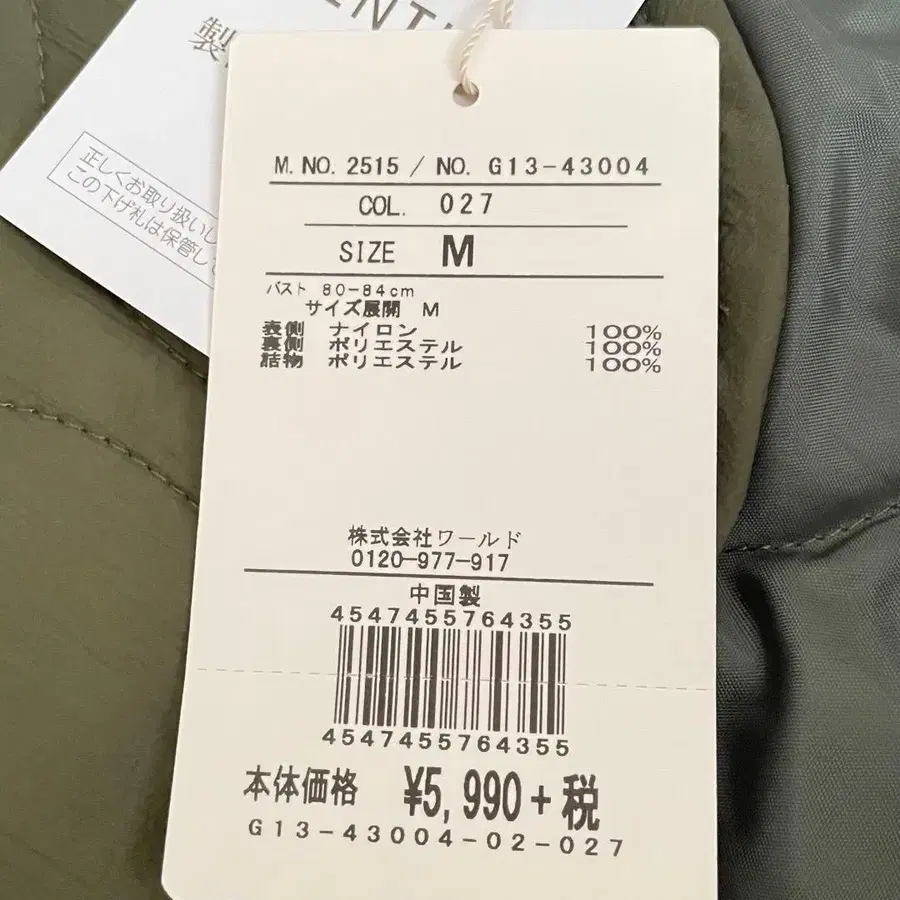 ENTI
製
正しくお取り扱いし
この下げ札は保管して
M. NO. 2515 / NO. G13-43004
COL. 027
SIZE M
バスト 80-84cm
サイズ展開 M
表側 ナイロン 100%
裏側 ポリエステル 100%
詰物 ポリエステル 100%
株式会社ワールド
0120-977-917
中国製
4547455764355
4547455764355
本体価格 ¥5,990+税
G13-43004-02-027